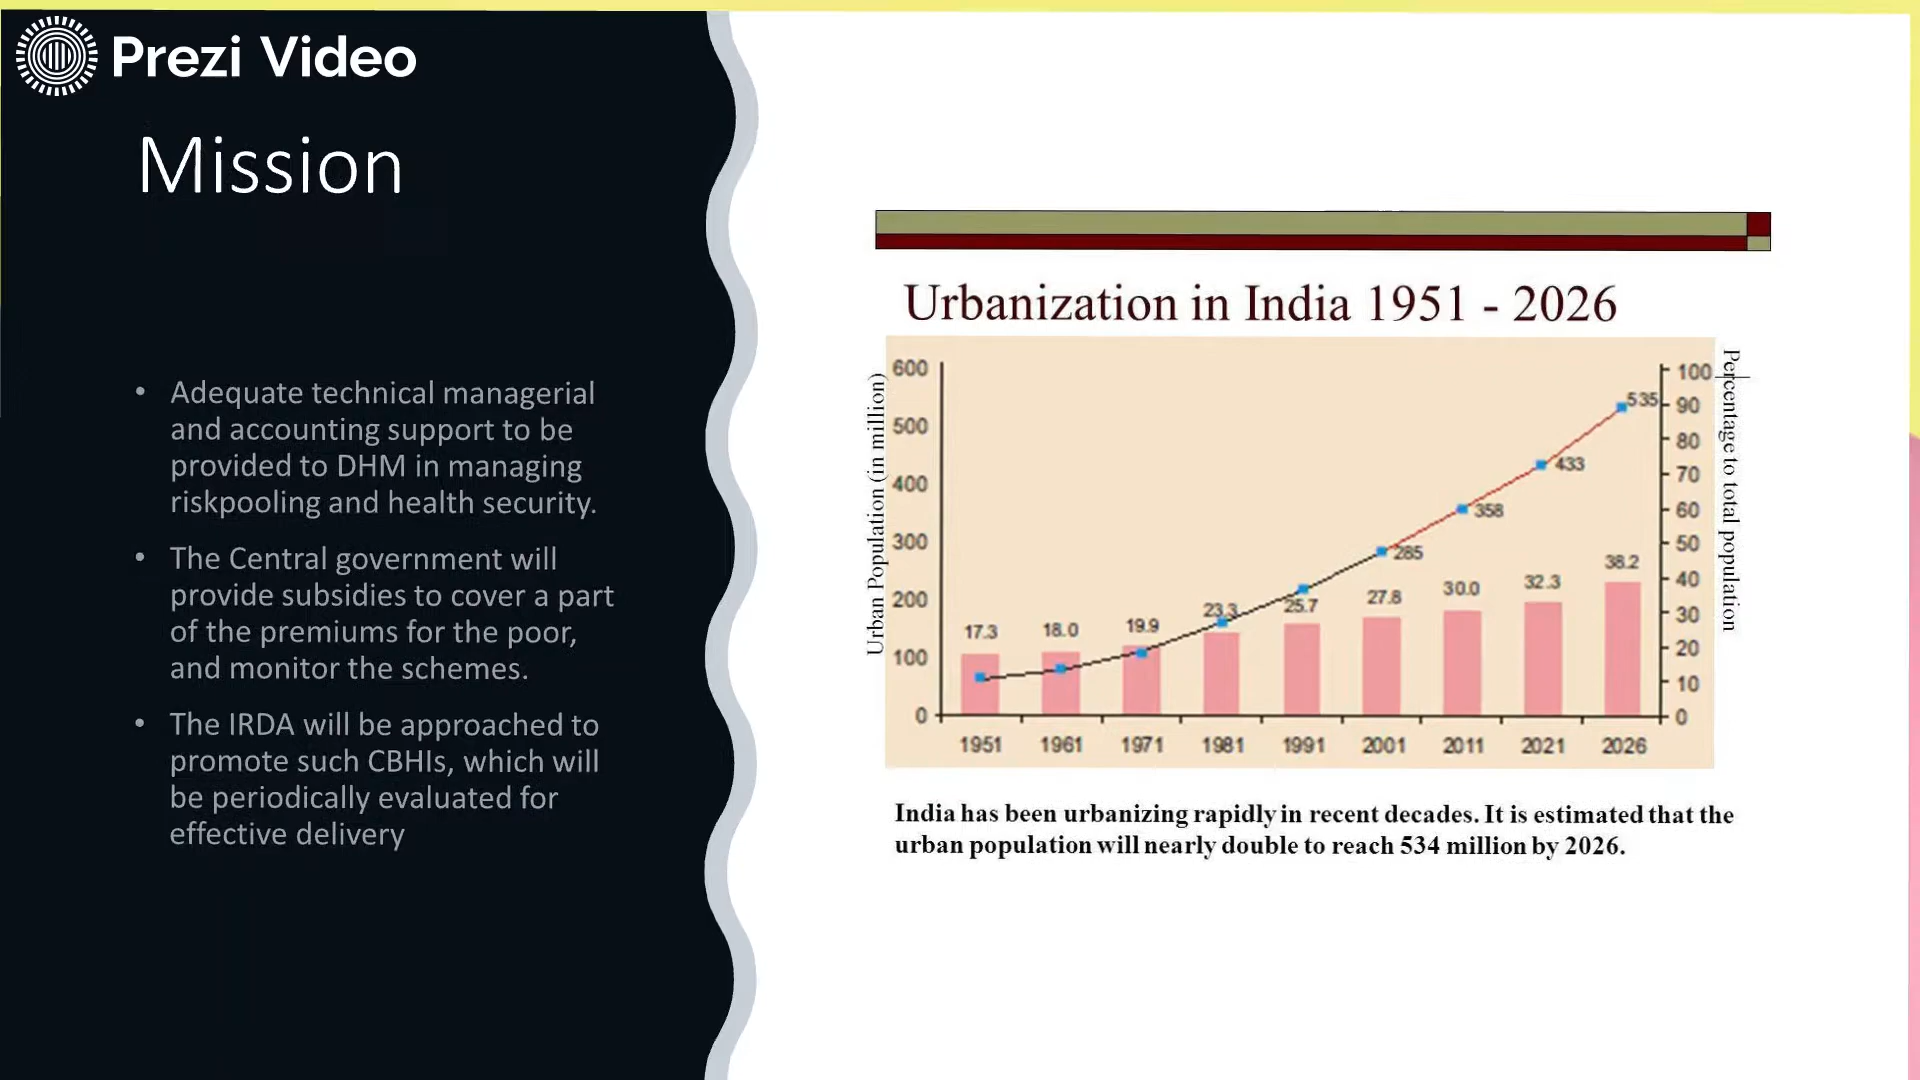 Prezi Video
Mission
• Adequate technical managerial
and accounting support to be
provided to DHM in managing
riskpooling and health security.
• The Central government will
provide subsidies to cover a part
of the premiums for the poor,
and monitor the schemes.
• The IRDA will be approached to
promote such CBHIs, which will
be periodically evaluated for
effective delivery
Urbanization in India 1951 - 2026
Urban Population (in million)
600
500
400
300
200
100
0
17.3
18.0
19.9
23.3
25.7
27.8
30.0
32.3
38.2
285
358
433
535
100
90
80
70
60
50
40
30
20
10
0
Percentage to total population
1951 1961 1971 1981 1991 2001 2011 2021 2026
India has been urbanizing rapidly in recent decades. It is estimated that the
urban population will nearly double to reach 534 million by 2026.